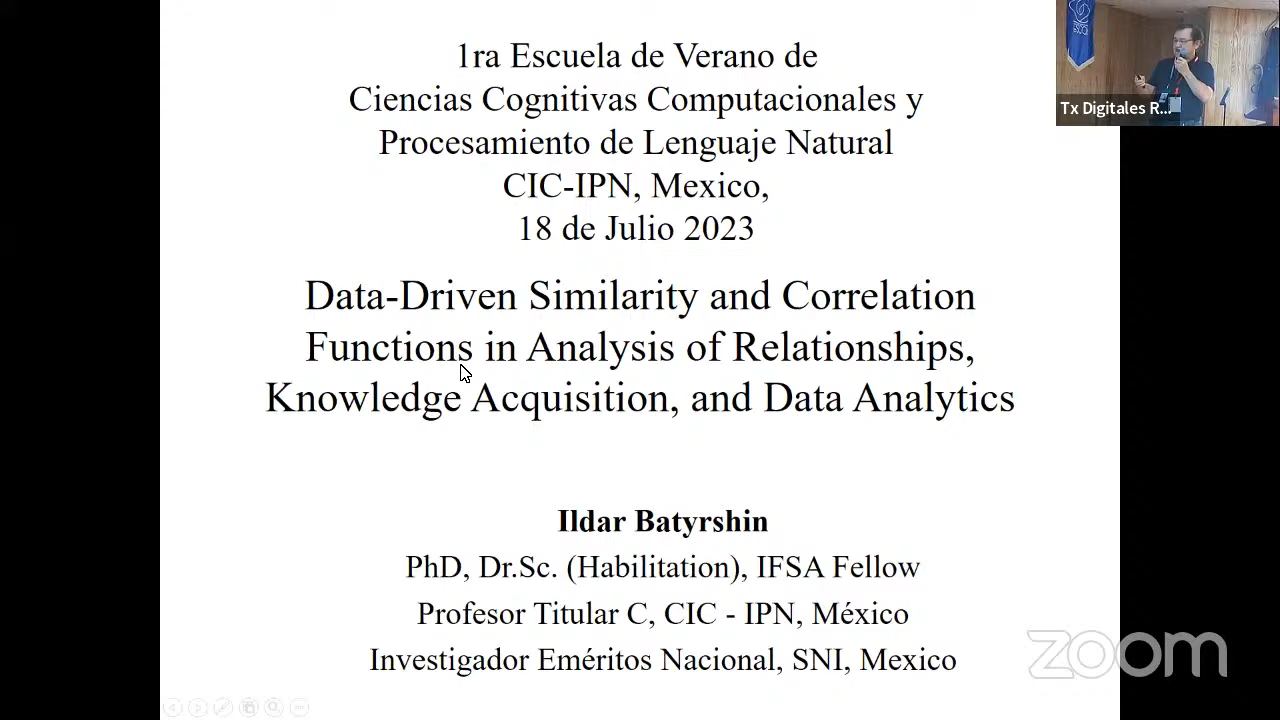 1ra Escuela de Verano de
Ciencias Cognitivas Computacionales y
Procesamiento de Lenguaje Natural
CIC-IPN, Mexico,
18 de Julio 2023
Data-Driven Similarity and Correlation
Functions in Analysis of Relationships,
Knowledge Acquisition, and Data Analytics
Ildar Batyrshin
PhD, Dr.Sc. (Habilitation), IFSA Fellow
Profesor Titular C, CIC - IPN, México
Investigador Eméritos Nacional, SNI, Mexico
Tx Digitales R...
zoom